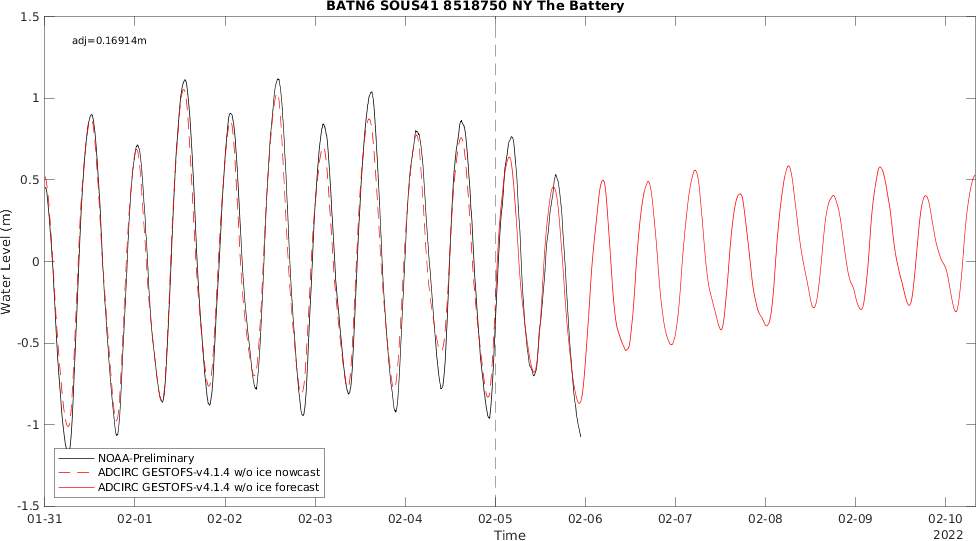 BATN6 SOUS41 8518750 NY The Battery
1.5
adj=0.16914m
1
0.5
0
-0.5
-1
-1.5
Water Level (m)
NOAA-Preliminary
ADCIRC GESTOFS-v4.1.4 w/o ice nowcast
ADCIRC GESTOFS-v4.1.4 w/o ice forecast
01-31 02-01 02-02 02-03 02-04 02-05 02-06 02-07 02-08 02-09 02-10
Time
2022